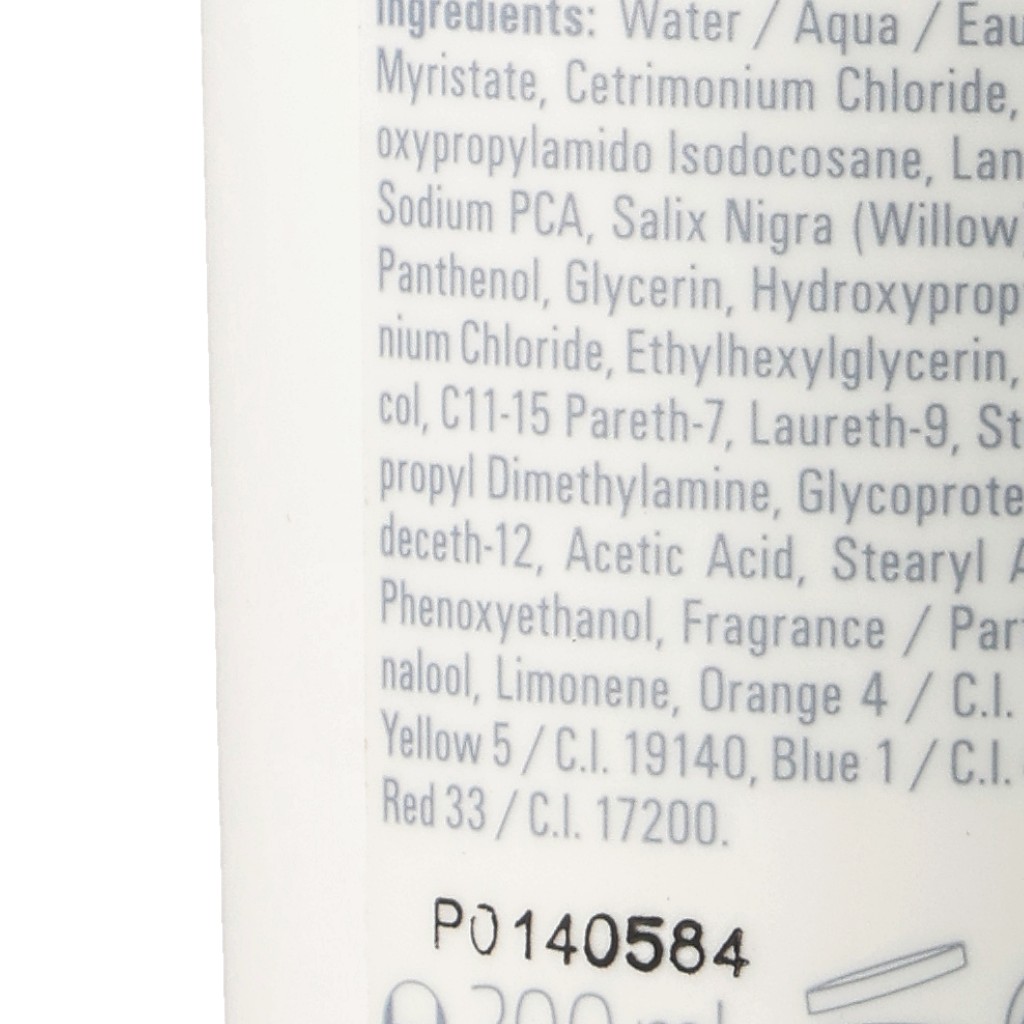 Ingredients: Water / Aqua / Eau
Myristate, Cetrimonium Chloride,
oxypropylamido Isodocosane, Lan
Sodium PCA, Salix Nigra (Willow)
Panthenol, Glycerin, Hydroxyprop
nium Chloride, Ethylhexylglycerin,
col, C11-15 Pareth-7, Laureth-9, St
propyl Dimethylamine, Glycoprote
deceth-12, Acetic Acid, Stearyl A
Phenoxyethanol, Fragrance / Par
nalool, Limonene, Orange 4 / C.I.
Yellow 5 / C.I. 19140, Blue 1 / C.I.
Red 33 / C.I. 17200.
P0140584
200 ml